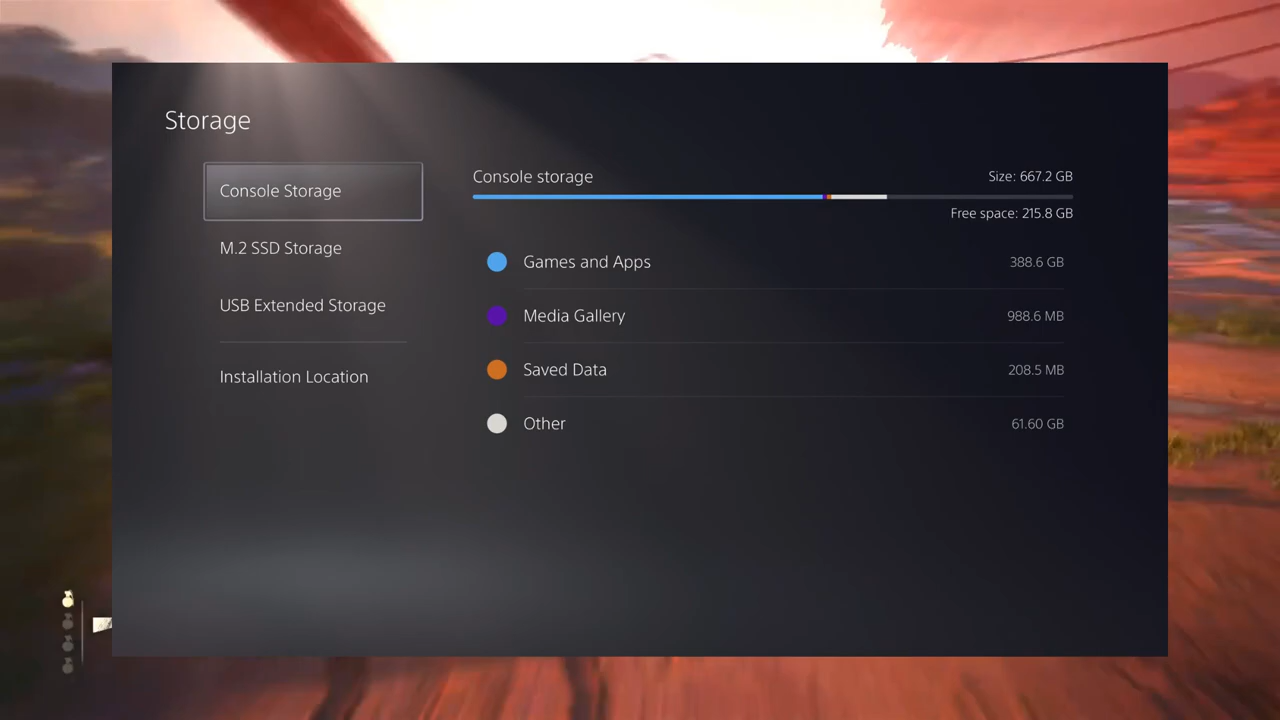 Storage
Console Storage
M.2 SSD Storage
USB Extended Storage
Installation Location
Console storage
Size: 667.2 GB
Free space: 215.8 GB
Games and Apps
388.6 GB
Media Gallery
988.6 MB
Saved Data
208.5 MB
Other
61.60 GB